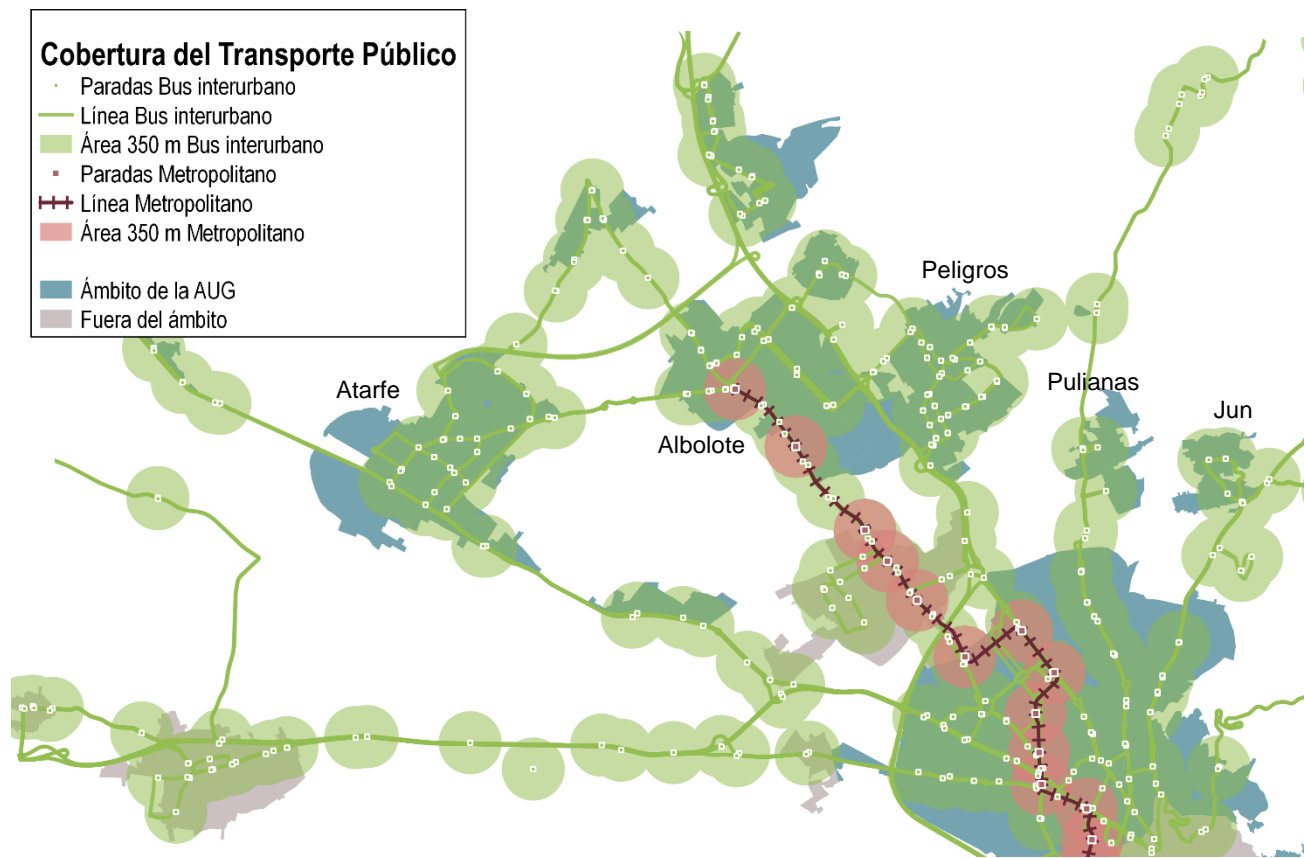 Cobertura del Transporte Público
Paradas Bus interurbano
Línea Bus interurbano
Área 350 m Bus interurbano
Paradas Metropolitano
Línea Metropolitano
Área 350 m Metropolitano
Ámbito de la AUG
Fuera del ámbito
Peligros
Atarfe
Pulianas
Jun
Albolote